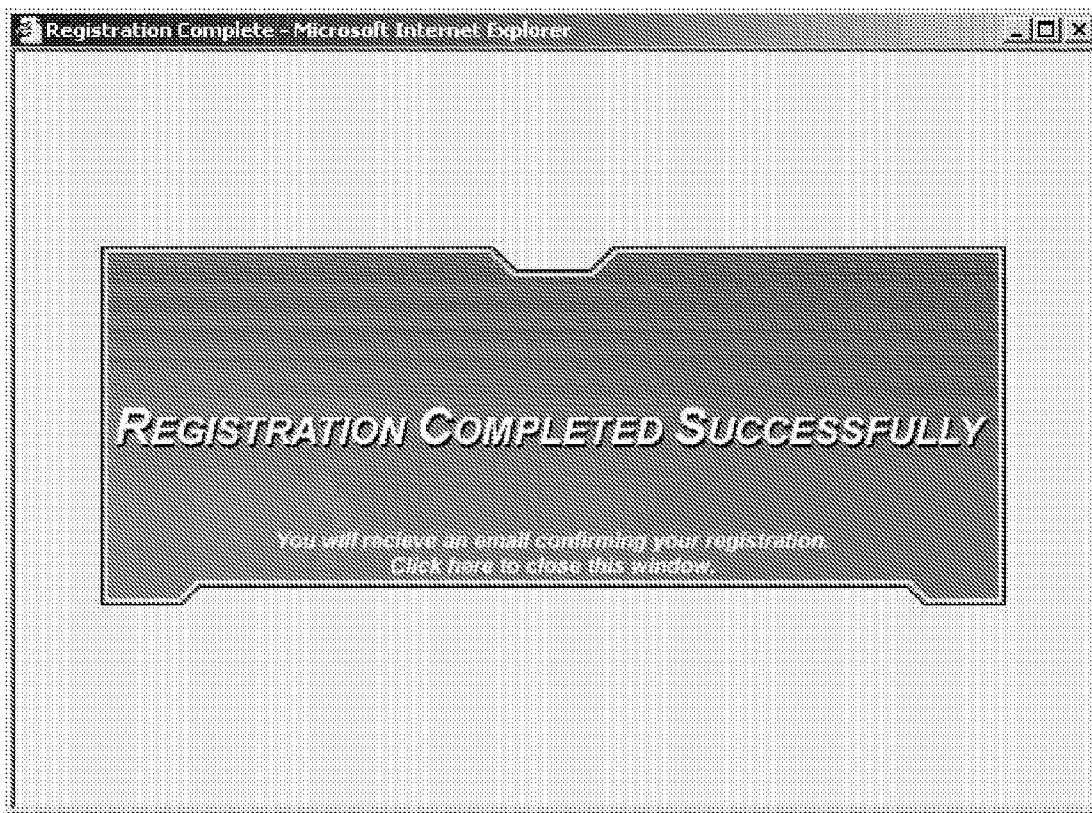 Registration Complete - Microsoft Internet Explorer
REGISTRATION COMPLETED SUCCESSFULLY
You will recieve an email confirming your registration.
Click here to close this window.